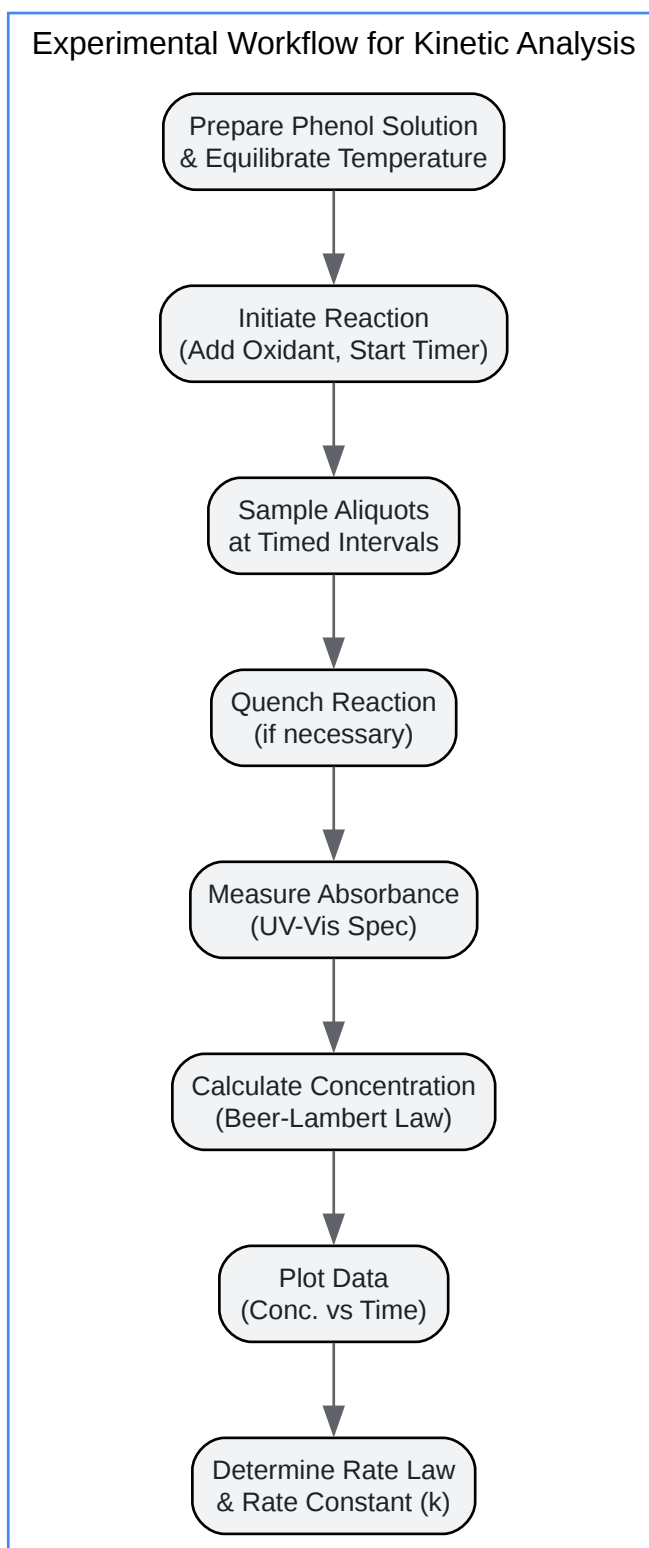 Experimental Workflow for Kinetic Analysis
Prepare Phenol Solution
& Equilibrate Temperature
Initiate Reaction
(Add Oxidant, Start Timer)
Sample Aliquots
at Timed Intervals
Quench Reaction
(if necessary)
Measure Absorbance
(UV-Vis Spec)
Calculate Concentration
(Beer-Lambert Law)
Plot Data
(Conc. vs Time)
Determine Rate Law
& Rate Constant (k)